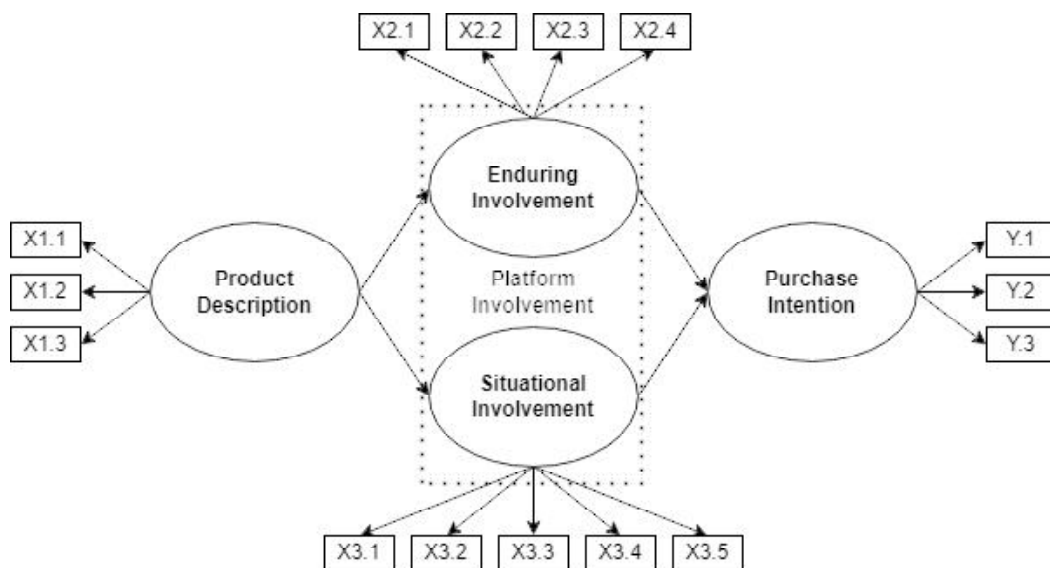 X2.1
X2.2
X2.3
X2.4
Enduring
Involvement
X1.1
X1.2
X1.3
Product
Description
Platform
Involvement
Purchase
Intention
Y.1
Y.2
Y.3
Situational
Involvement
X3.1
X3.2
X3.3
X3.4
X3.5